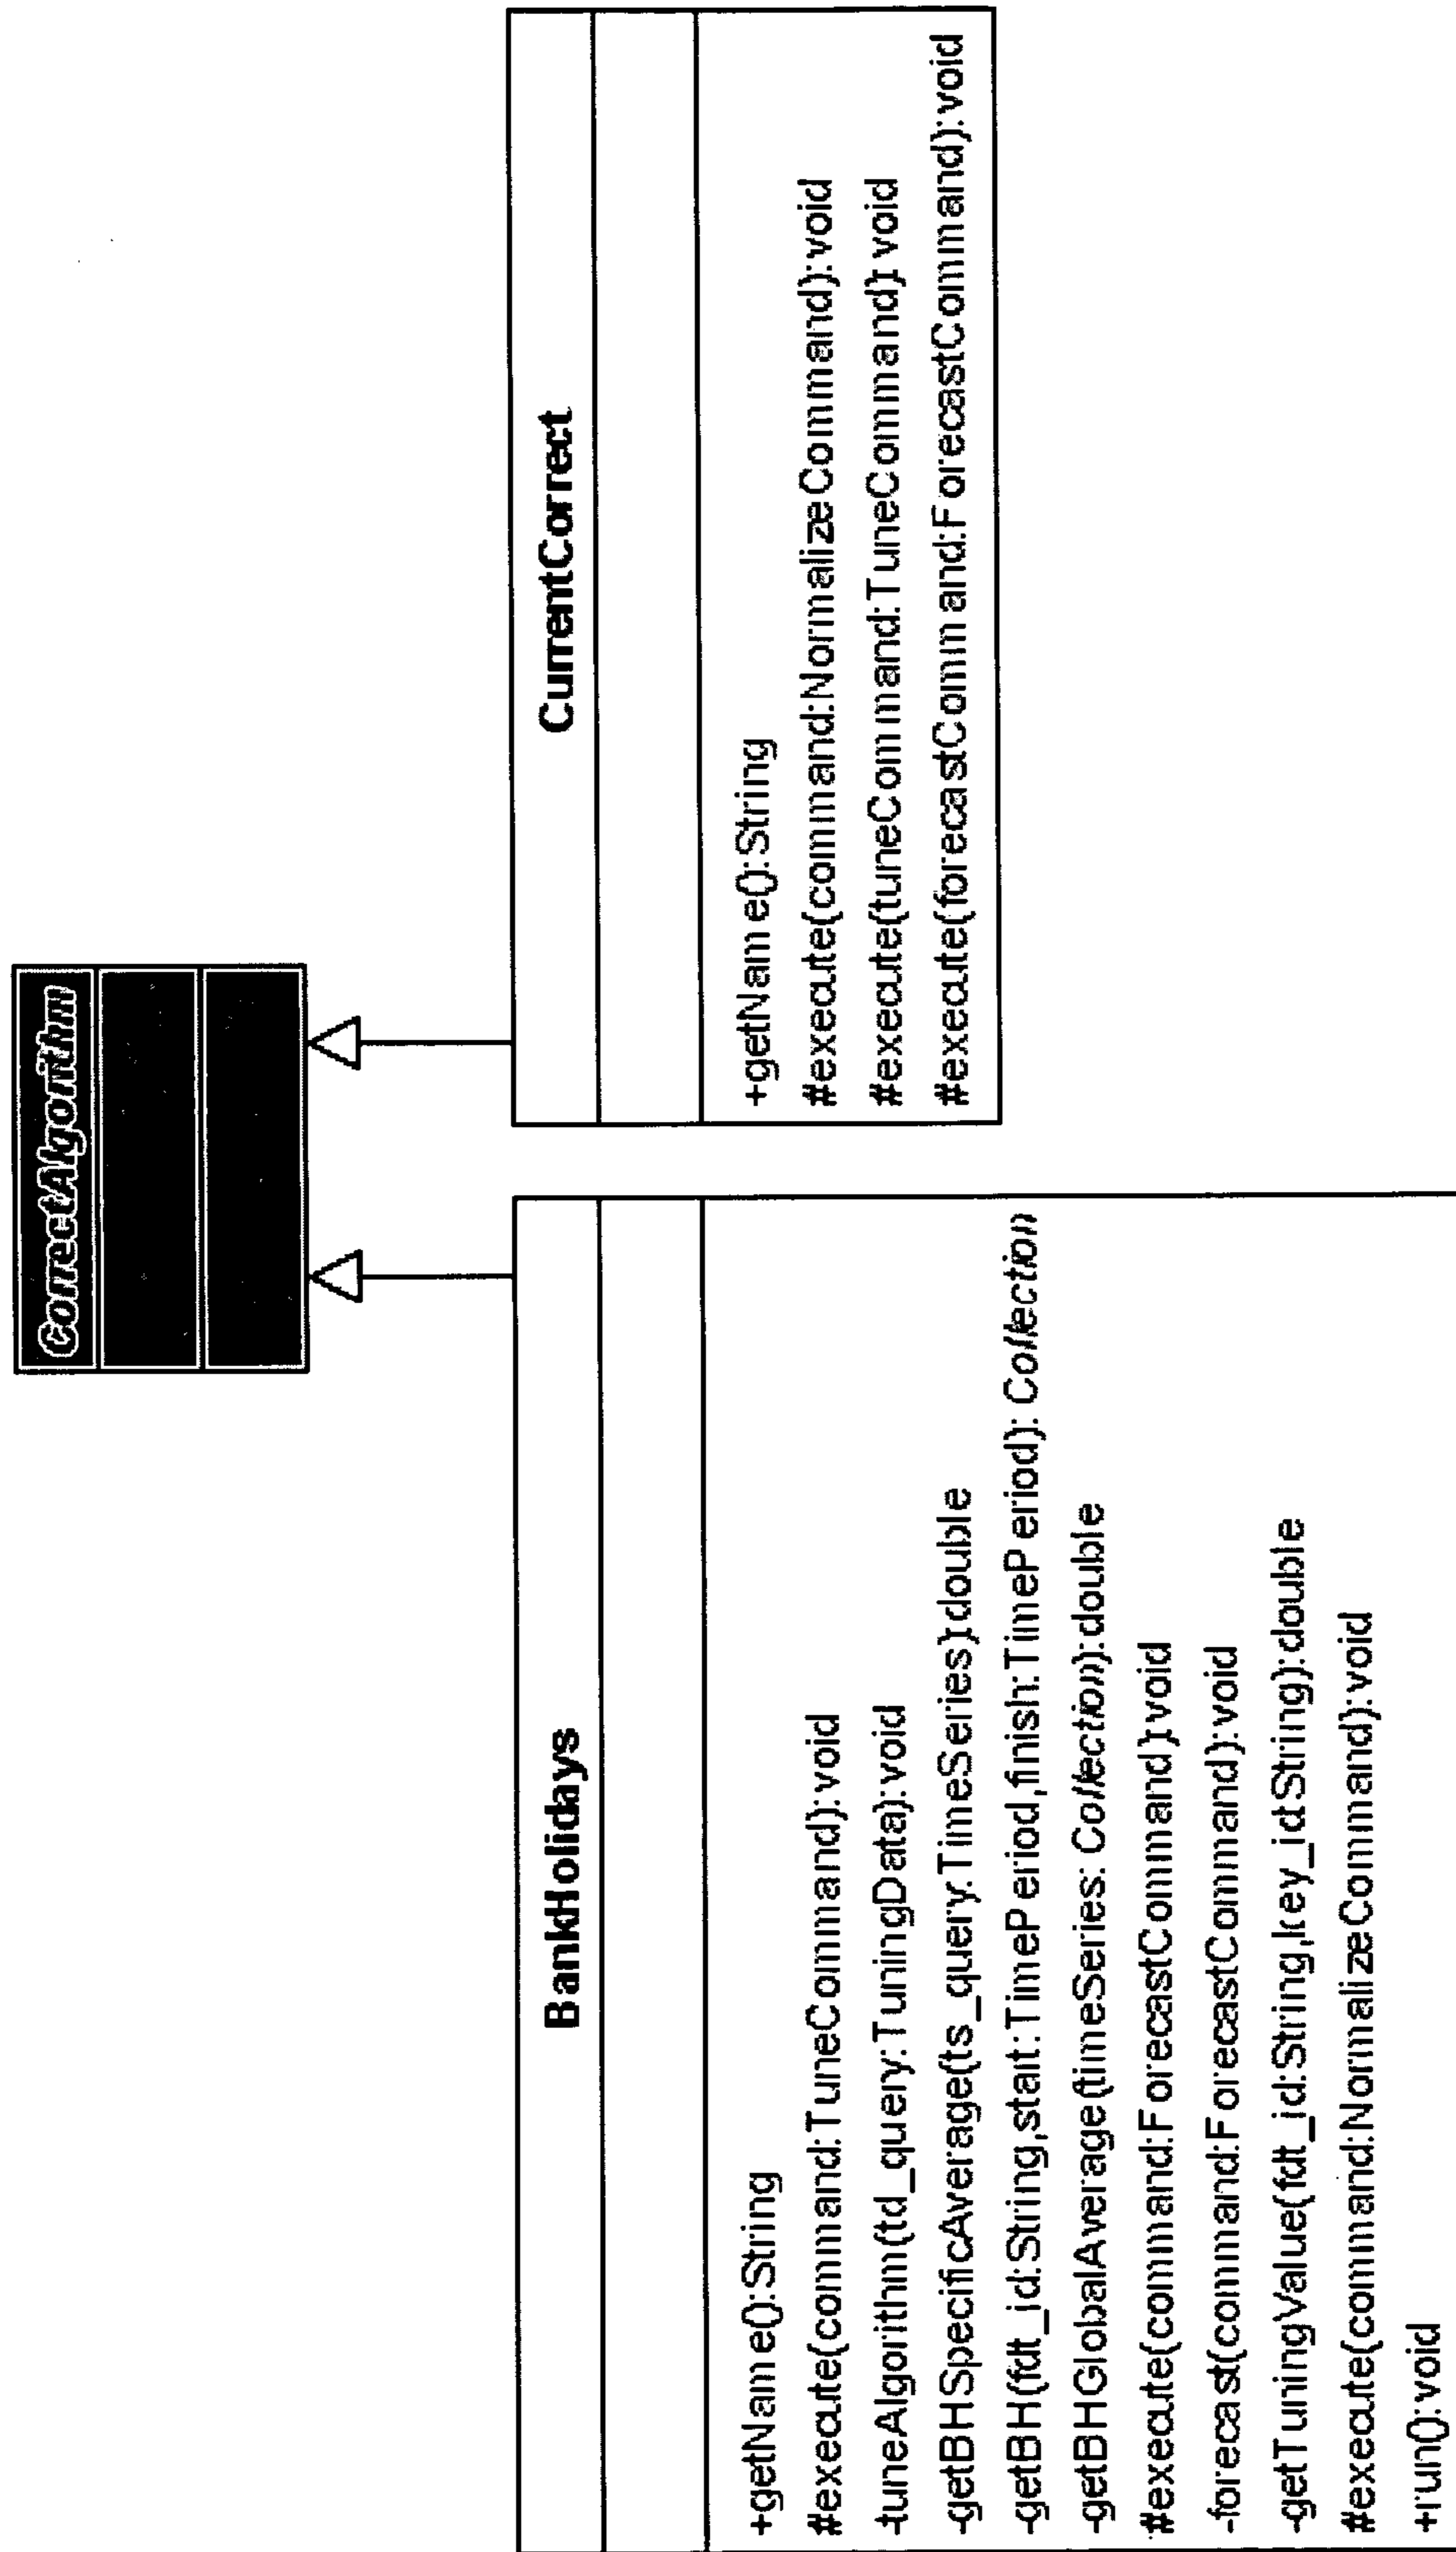 CorrectAlgorithm
BankHolidays
+getName():String
#execute(command:TuneCommand):void
-tuneAlgorithm(td_query:TuningData):void
-getBHSpecificAverage(ts_query:TimeSeries):double
-getBH(fdt_id:String,start:TimePeriod,finish:TimePeriod): Collection
-getBHGlobalAverage(timeSeries: Collection):double
#execute(command:ForecastCommand):void
-forecast(command:ForecastCommand):void
-getTuningValue(fdt_id:String,key_id:String):double
#execute(command:NormalizeCommand):void
+run():void
CurrentCorrect
+getName():String
#execute(command:NormalizeCommand):void
#execute(tuneCommand:TuneCommand):void
#execute(forecastCommand:ForecastCommand):void